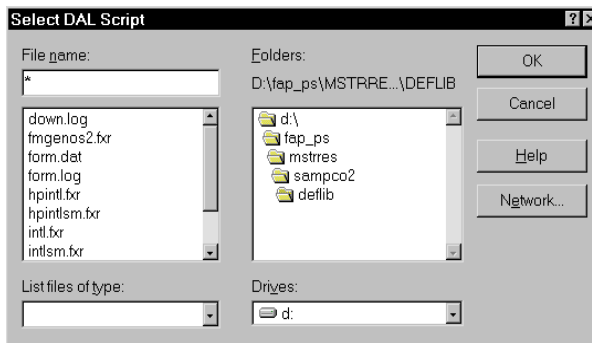 Select DAL Script
File name:
*
down.log
fmgenos2.fxr
form.dat
form.log
hpintl.fxr
hpintlsm.fxr
intl.fxr
intlsm.fxr
List files of type:
Folders:
D:\fap_ps\MSTRRE...\DEFLIB
d:\
fap_ps
mstrres
sampco2
deflib
Drives:
d:
OK
Cancel
Help
Network...